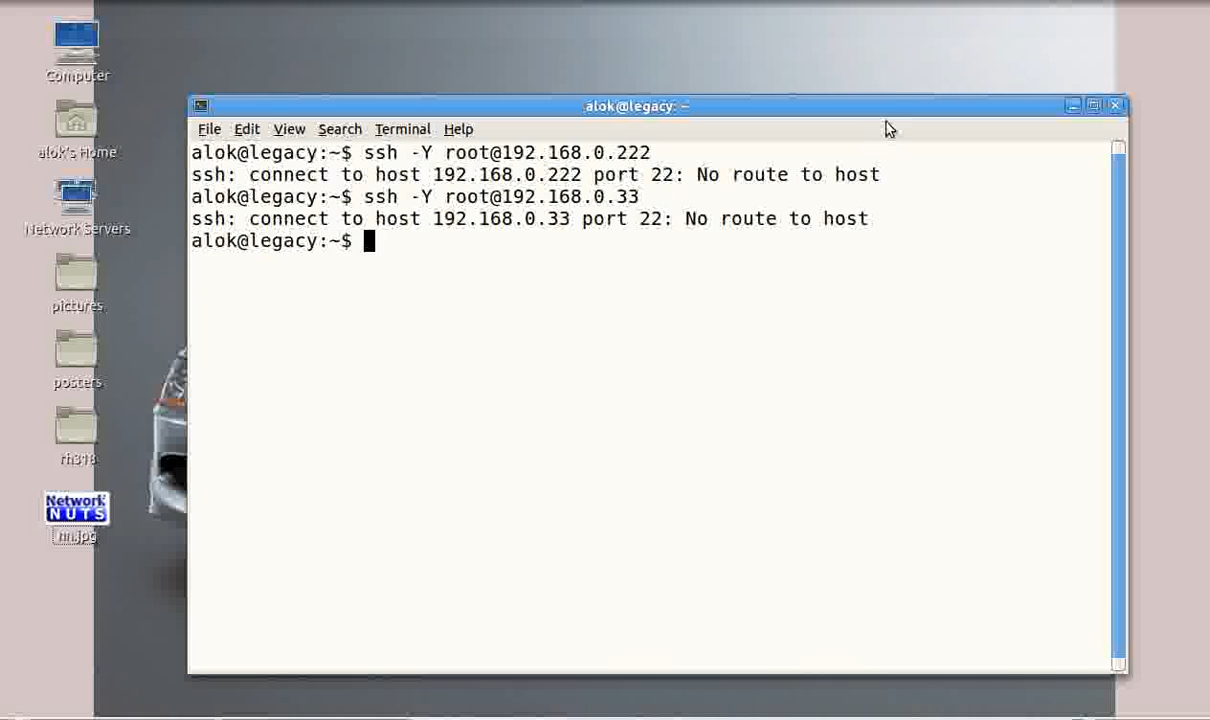 Computer
alok's Home
Network Servers
pictures
posters
rh318
Network
NUTS
nn.jpg
alok@legacy: ~
File Edit View Search Terminal Help
alok@legacy:~$ ssh -Y root@192.168.0.222
ssh: connect to host 192.168.0.222 port 22: No route to host
alok@legacy:~$ ssh -Y root@192.168.0.33
ssh: connect to host 192.168.0.33 port 22: No route to host
alok@legacy:~$